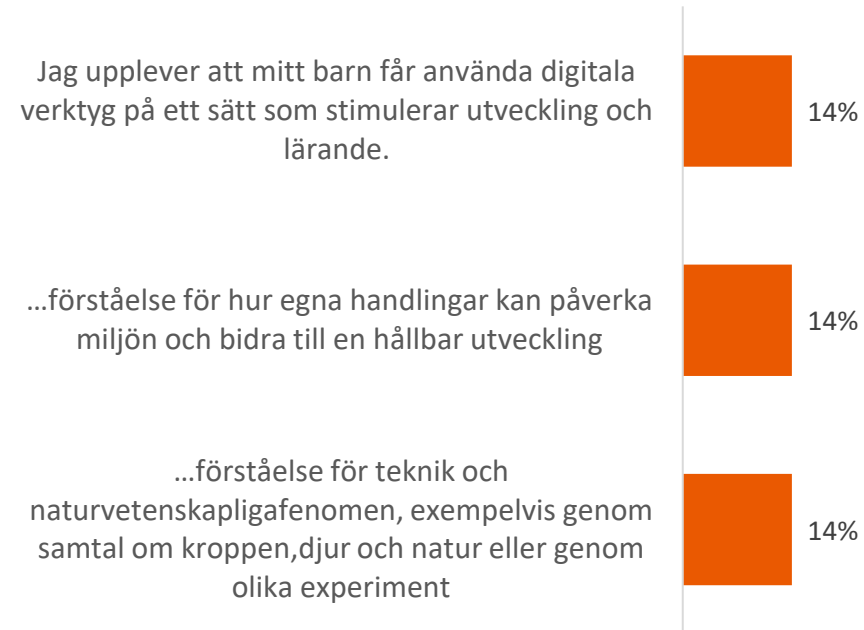 Jag upplever att mitt barn får använda digitala
verktyg på ett sätt som stimulerar utveckling och
lärande.
14%
...förståelse för hur egna handlingar kan påverka
miljön och bidra till en hållbar utveckling
14%
...förståelse för teknik och
naturvetenskapligafenomen, exempelvis genom
samtal om kroppen,djur och natur eller genom
olika experiment
14%